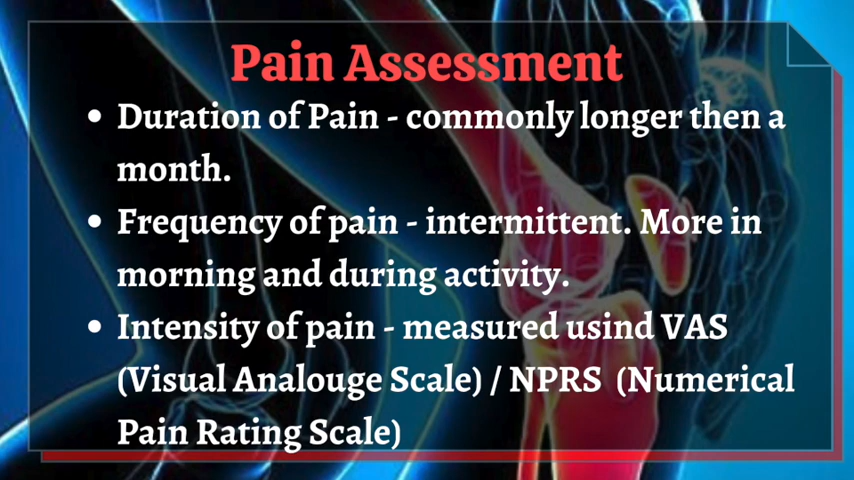 Pain Assessment
• Duration of Pain - commonly longer then a
month.
• Frequency of pain - intermittent. More in
morning and during activity.
• Intensity of pain - measured usind VAS
(Visual Analouge Scale) / NPRS (Numerical
Pain Rating Scale)